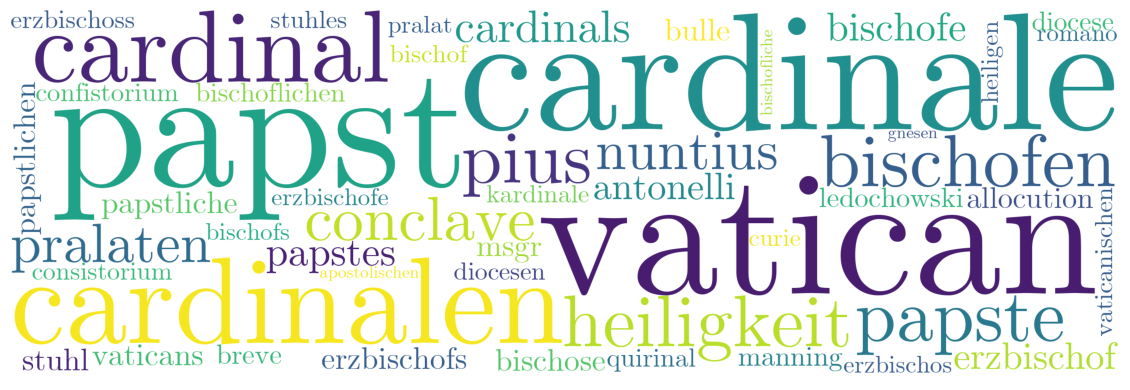 erzbischoss stuhles pralat cardinals bulle bischofe heiligen diocese
cardinal bischof cardinale bischofliche romano
confistorium bischoflichen
papstlichen papst pius nuntius gnesen bischofen
papstliche erzbischofe kardinale antonelli ledochowski allocution
pralaten bischofs conclave msgr vatican curie vaticanischen
consistorium papstes apostolischen diocesen
cardinalen heiligkeit papste
stuhl vaticans breve erzbischofs bischose quirinal manning erzbischos erzbischof